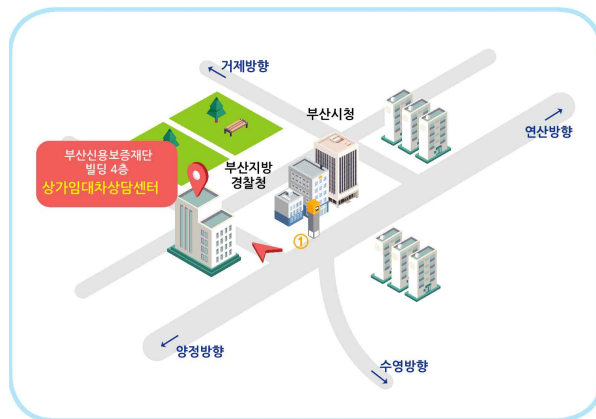 거제방향
부산시청
연산방향
부산신용보증재단
빌딩 4층
상가임대차상담센터
부산지방
경찰청
①
양정방향
수영방향